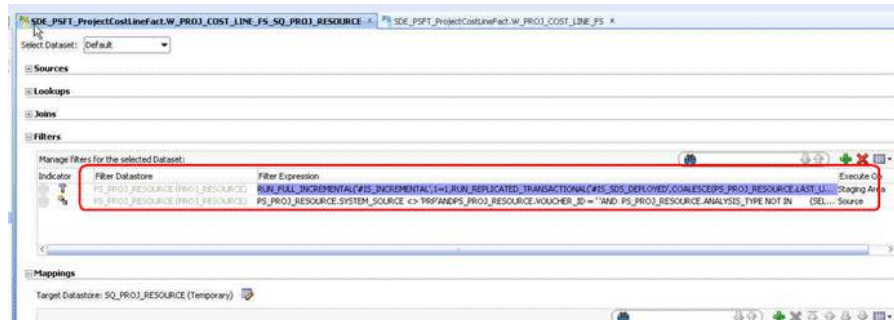 SDE_PSFT_ProjectCostLineFact.W_PROJ_COST_LINE_FS_SQ_PROJ_RESOURCE × SDE_PSFT_ProjectCostLineFact.W_PROJ_COST_LINE_FS ×
Select Dataset: Default
Sources
Lookups
Joins
Filters
Manage filters for the selected Dataset:
Indicator Filter Datastore Filter Expression Execute On
PS_PROJ_RESOURCE (PROJ_RESOURCE) RUN_FULL_INCREMENTAL('#IS_INCREMENTAL',1=1,RUN_REPLICATED_TRANSACTIONAL('#IS_SDS_DEPLOYED',COALESCE(PS_PROJ_RESOURCE.LAST_U... Staging Area
PS_PROJ_RESOURCE (PROJ_RESOURCE) PS_PROJ_RESOURCE.SYSTEM_SOURCE <> 'PRP'ANDPS_PROJ_RESOURCE.VOUCHER_ID = ' 'AND PS_PROJ_RESOURCE.ANALYSIS_TYPE NOT IN (SEL... Source
Mappings
Target Datastore: SQ_PROJ_RESOURCE (Temporary)